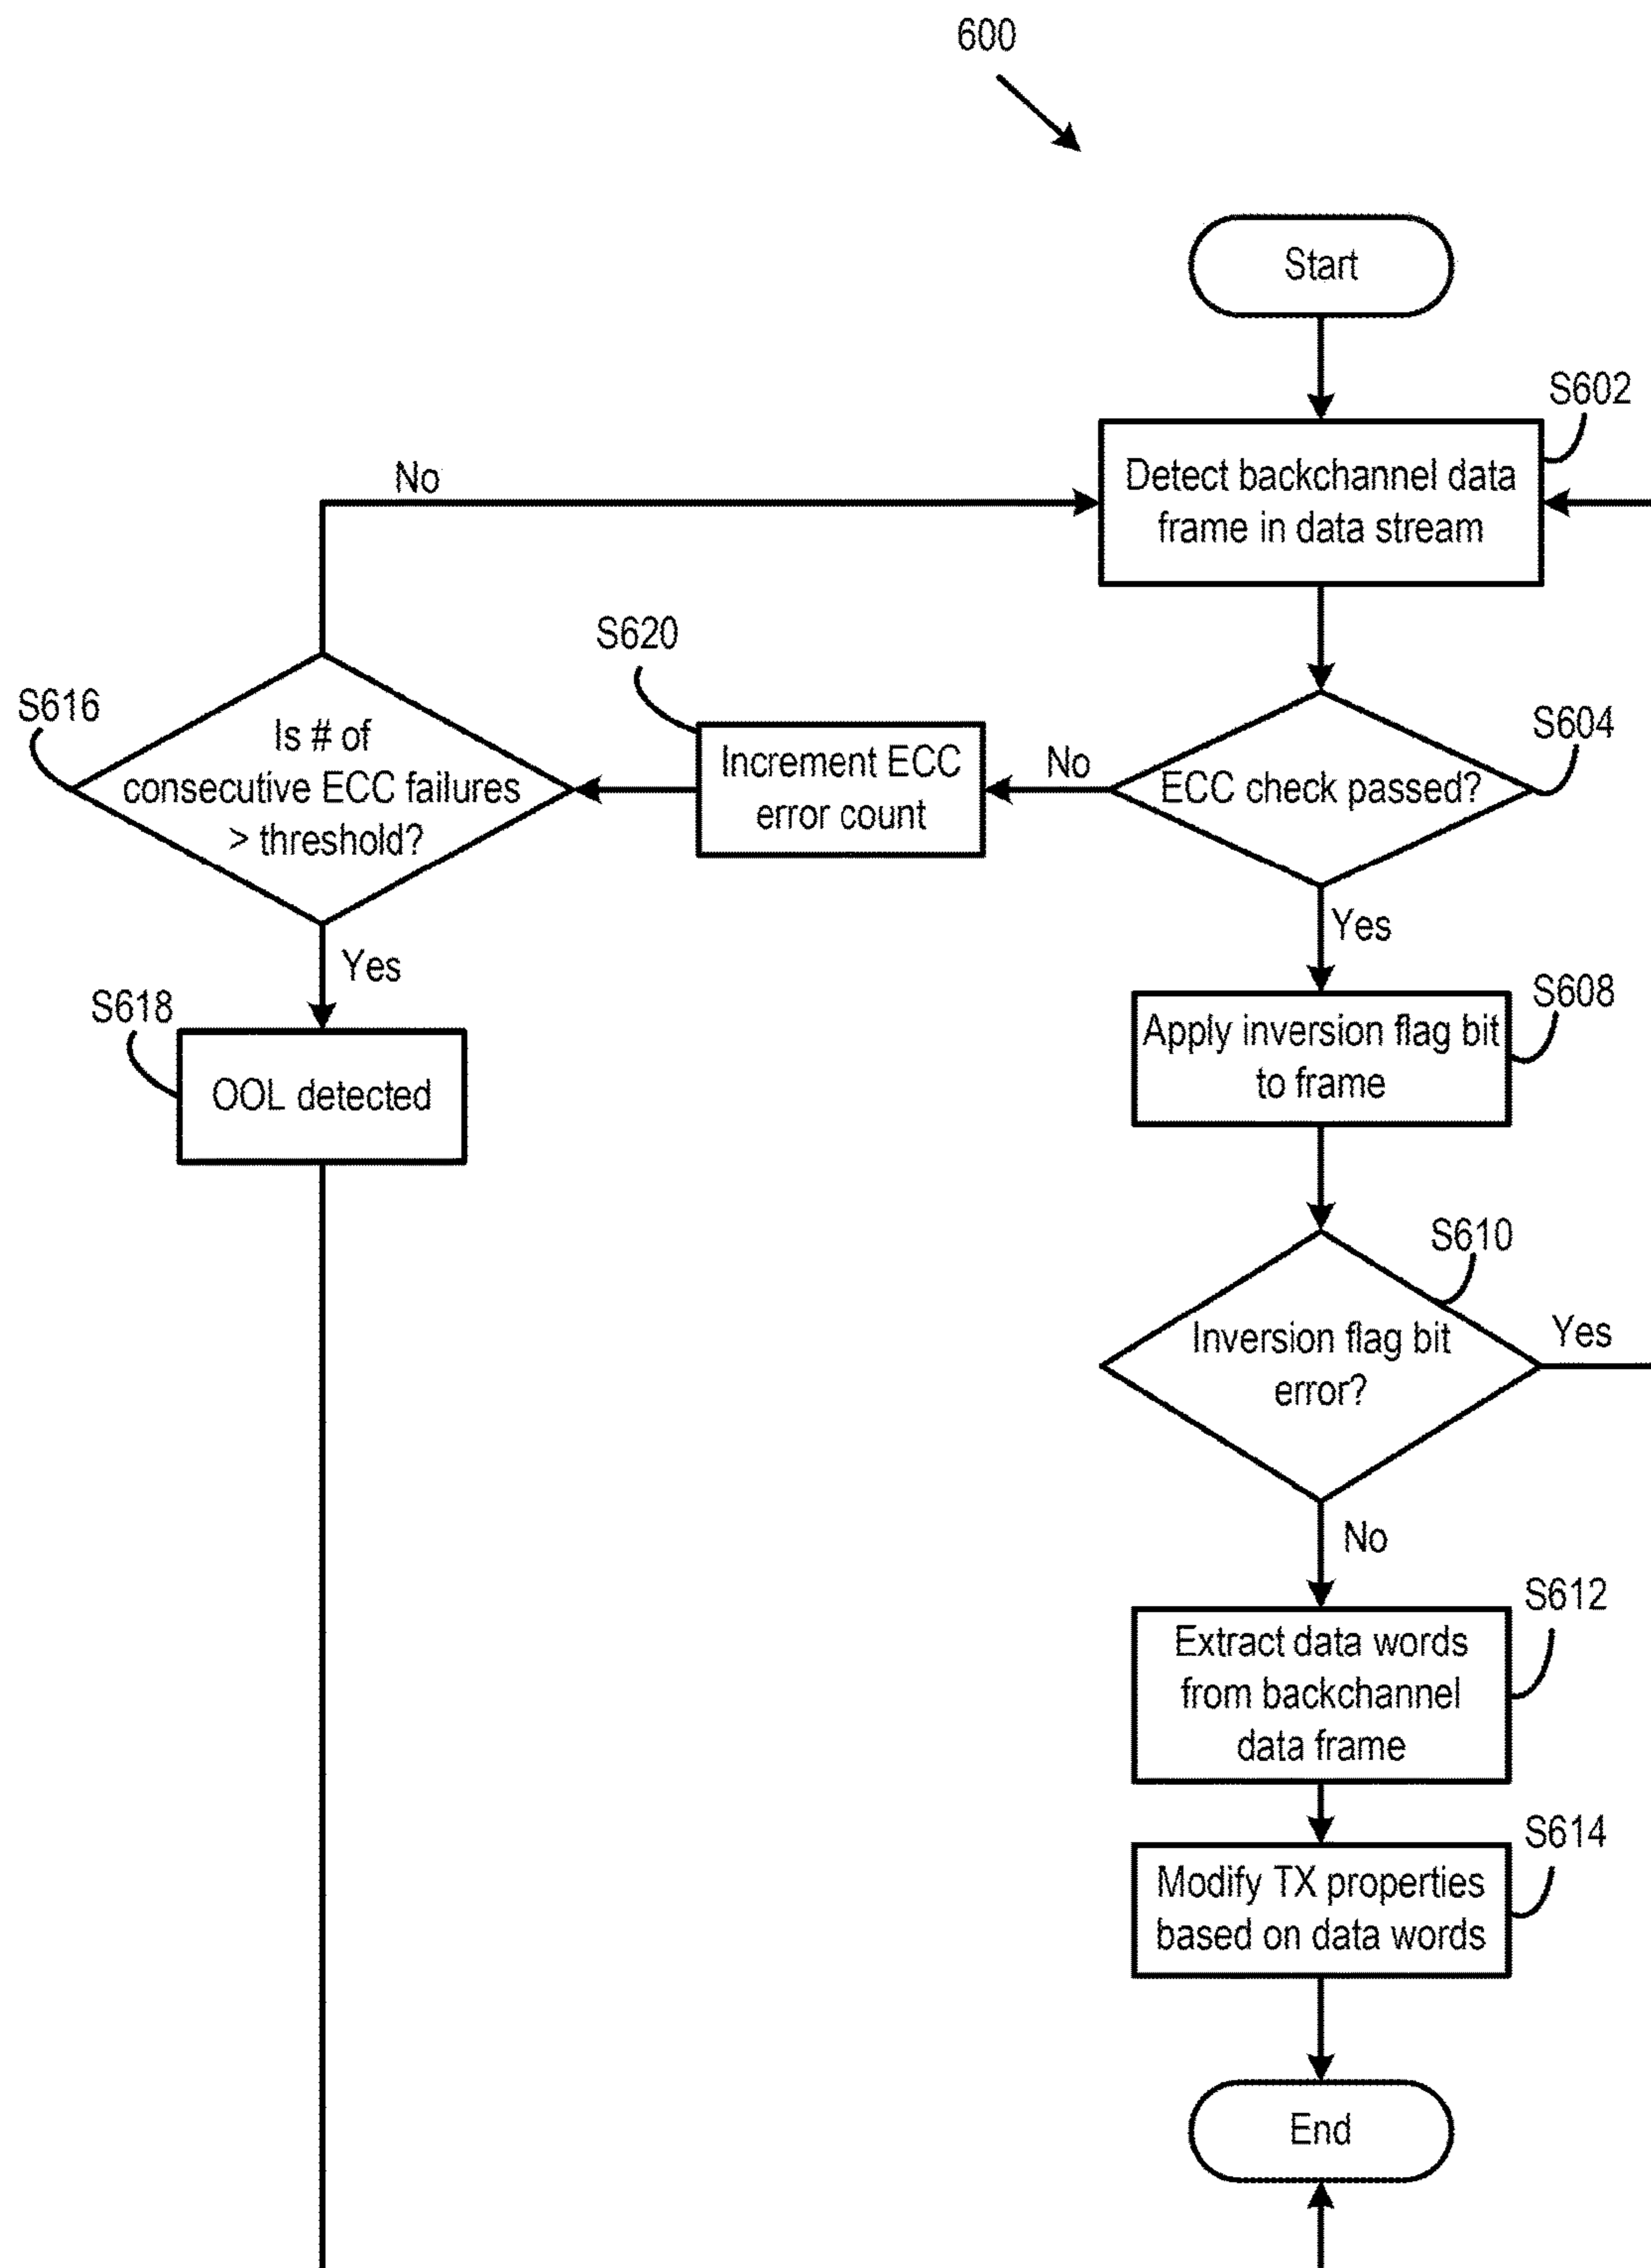 600
Start
S602
Detect backchannel data
frame in data stream
No
S620
S616
Is # of
consecutive ECC failures
> threshold?
Increment ECC
error count
No
ECC check passed?
S604
Yes
Yes
S618
OOL detected
S608
Apply inversion flag bit
to frame
S610
Inversion flag bit
error?
Yes
No
S612
Extract data words
from backchannel
data frame
S614
Modify TX properties
based on data words
End